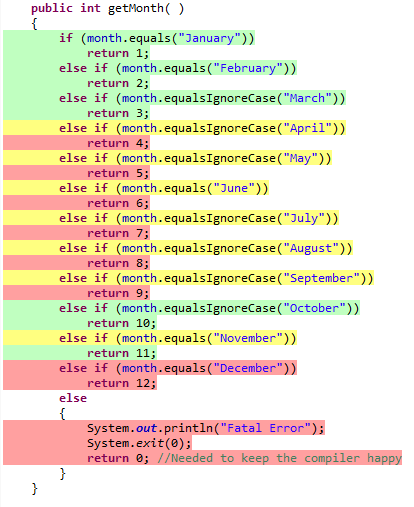 public int getMonth( )
{
if (month.equals("January"))
return 1;
else if (month.equals("February"))
return 2;
else if (month.equalsIgnoreCase("March"))
return 3;
else if (month.equalsIgnoreCase("April"))
return 4;
else if (month.equalsIgnoreCase("May"))
return 5;
else if (month.equals("June"))
return 6;
else if (month.equalsIgnoreCase("July"))
return 7;
else if (month.equalsIgnoreCase("August"))
return 8;
else if (month.equalsIgnoreCase("September"))
return 9;
else if (month.equalsIgnoreCase("October"))
return 10;
else if (month.equals("November"))
return 11;
else if (month.equals("December"))
return 12;
else
{
System.out.println("Fatal Error");
System.exit(0);
return 0; //Needed to keep the compiler happy
}
}